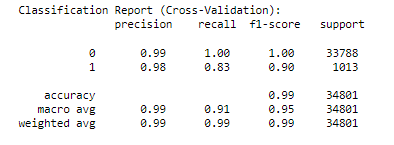 Classification Report (Cross-Validation):
precision recall f1-score support
0 0.99 1.00 1.00 33788
1 0.98 0.83 0.90 1013
accuracy 0.99 34801
macro avg 0.99 0.91 0.95 34801
weighted avg 0.99 0.99 0.99 34801